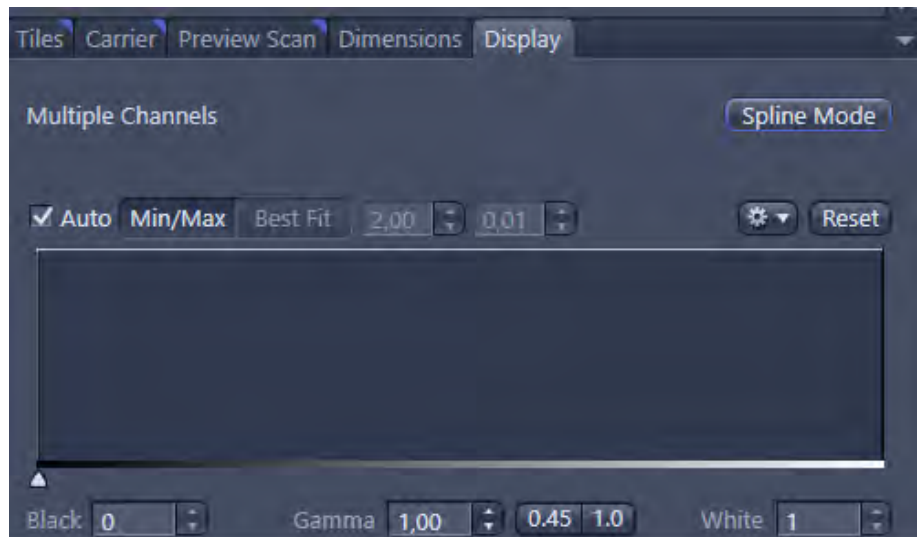 Tiles Carrier Preview Scan Dimensions Display
Multiple Channels Spline Mode
Auto Min/Max Best Fit 2,00 0,01 Reset
Black 0 Gamma 1,00 0.45 1.0 White 1